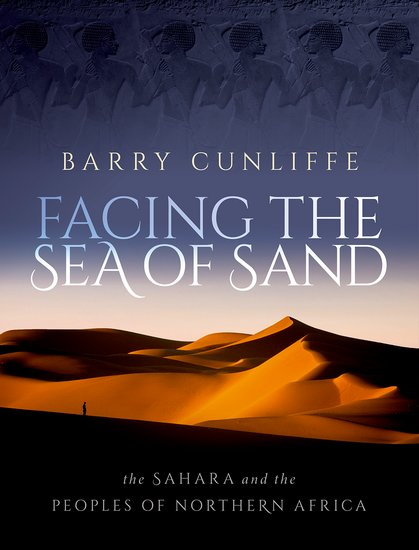 BARRY CUNLIFFE
FACING THE
SEA OF SAND
the SAHARA and the
PEOPLES OF NORTHERN AFRICA